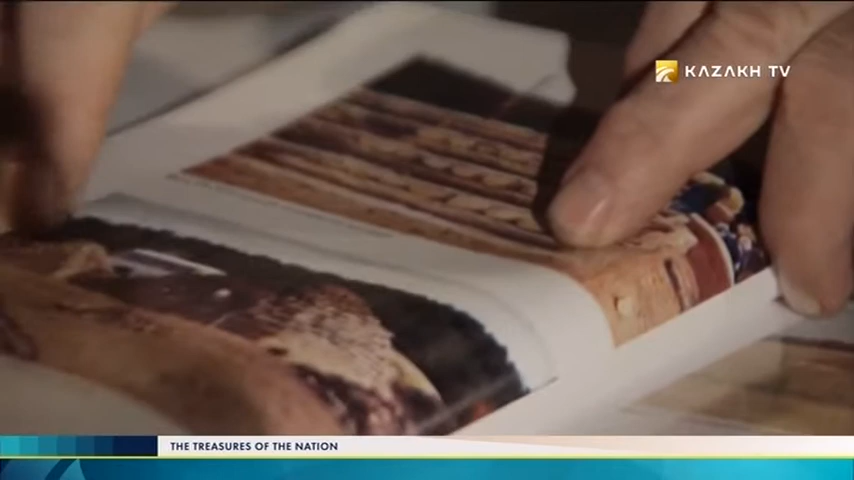 KAZAKH TV
THE TREASURES OF THE NATION